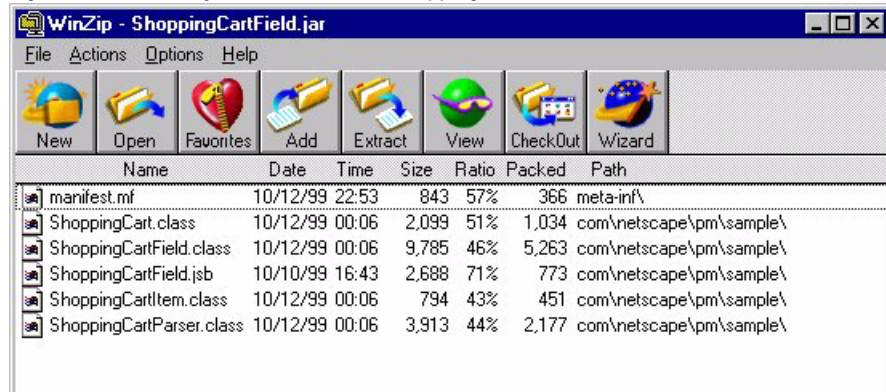 WinZip - ShoppingCartField.jar
File Actions Options Help
New Open Favorites Add Extract View CheckOut Wizard
Name Date Time Size Ratio Packed Path
manifest.mf 10/12/99 22:53 843 57% 366 meta-inf\
ShoppingCart.class 10/12/99 00:06 2,099 51% 1,034 com\netscape\pm\sample\
ShoppingCartField.class 10/12/99 00:06 9,785 46% 5,263 com\netscape\pm\sample\
ShoppingCartField.jsb 10/10/99 16:43 2,688 71% 773 com\netscape\pm\sample\
ShoppingCartItem.class 10/12/99 00:06 794 43% 451 com\netscape\pm\sample\
ShoppingCartParser.class 10/12/99 00:06 3,913 44% 2,177 com\netscape\pm\sample\